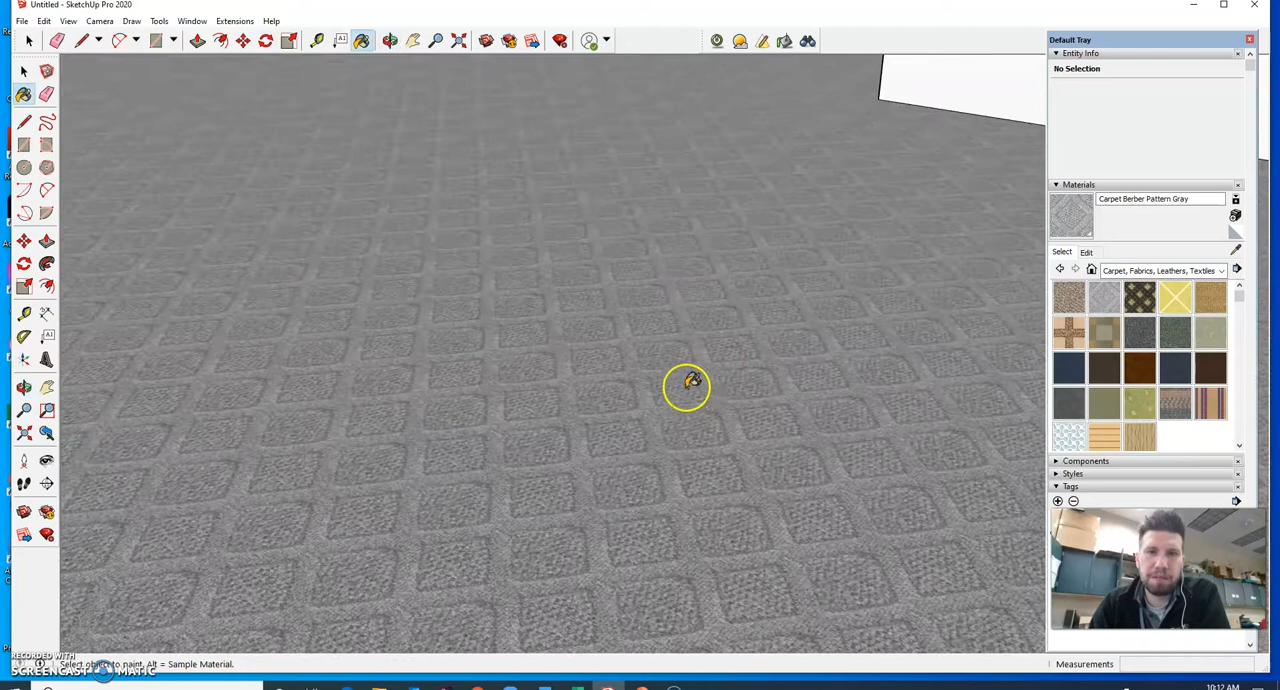 Untitled - SketchUp Pro 2020
File Edit View Camera Draw Tools Window Extensions Help
Default Tray
Entity Info
No Selection
Materials
Carpet Berber Pattern Gray
Select Edit
Carpet, Fabrics, Leathers, Textiles
Components
Styles
Tags
RECORDED WITH
SCREENCAST MATIC
Select object to paint. Alt = Sample Material.
Measurements
10:12 AM